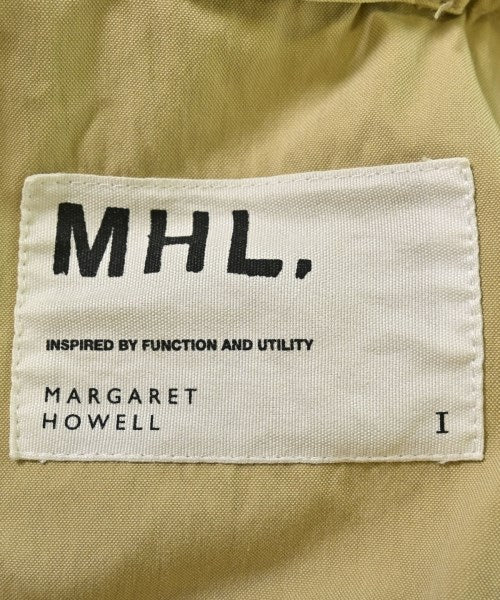 MHL.
INSPIRED BY FUNCTION AND UTILITY
MARGARET
HOWELL
I